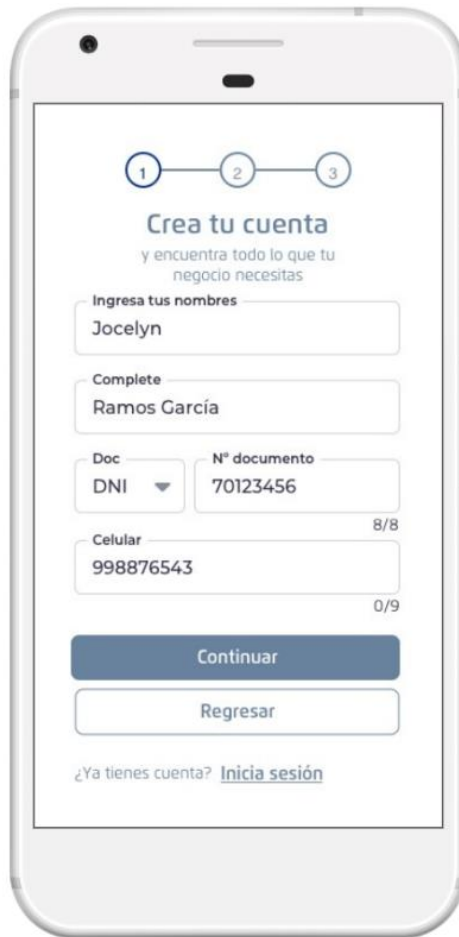 1 2 3
Crea tu cuenta
y encuentra todo lo que tu
negocio necesitas
Ingresa tus nombres
Jocelyn
Complete
Ramos García
Doc
DNI
N° documento
70123456
8/8
Celular
998876543
0/9
Continuar
Regresar
¿Ya tienes cuenta? Inicia sesión